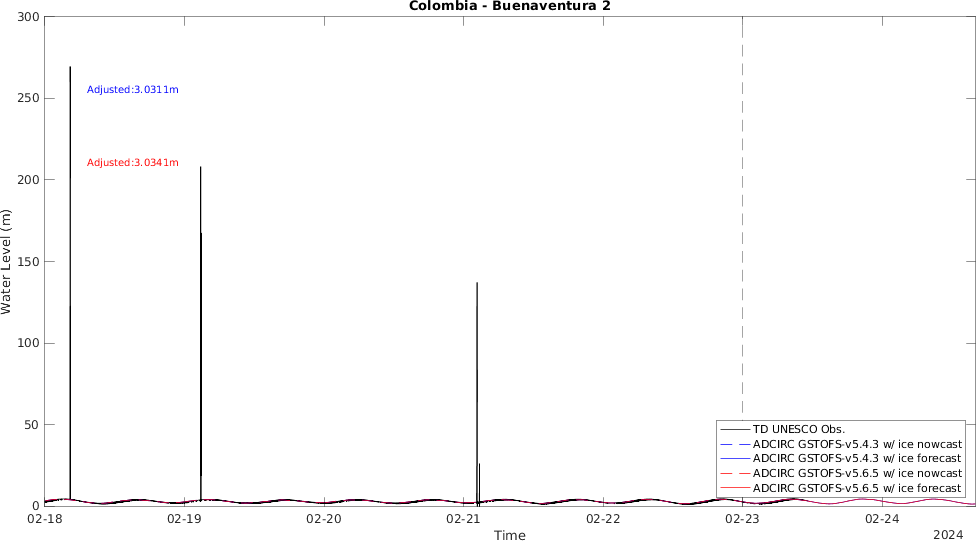 Colombia - Buenaventura 2
300
250
200
150
100
50
0
Water Level (m)
Adjusted:3.0311m
Adjusted:3.0341m
TD UNESCO Obs.
ADCIRC GSTOFS-v5.4.3 w/ ice nowcast
ADCIRC GSTOFS-v5.4.3 w/ ice forecast
ADCIRC GSTOFS-v5.6.5 w/ ice nowcast
ADCIRC GSTOFS-v5.6.5 w/ ice forecast
02-18 02-19 02-20 02-21 02-22 02-23 02-24
Time
2024